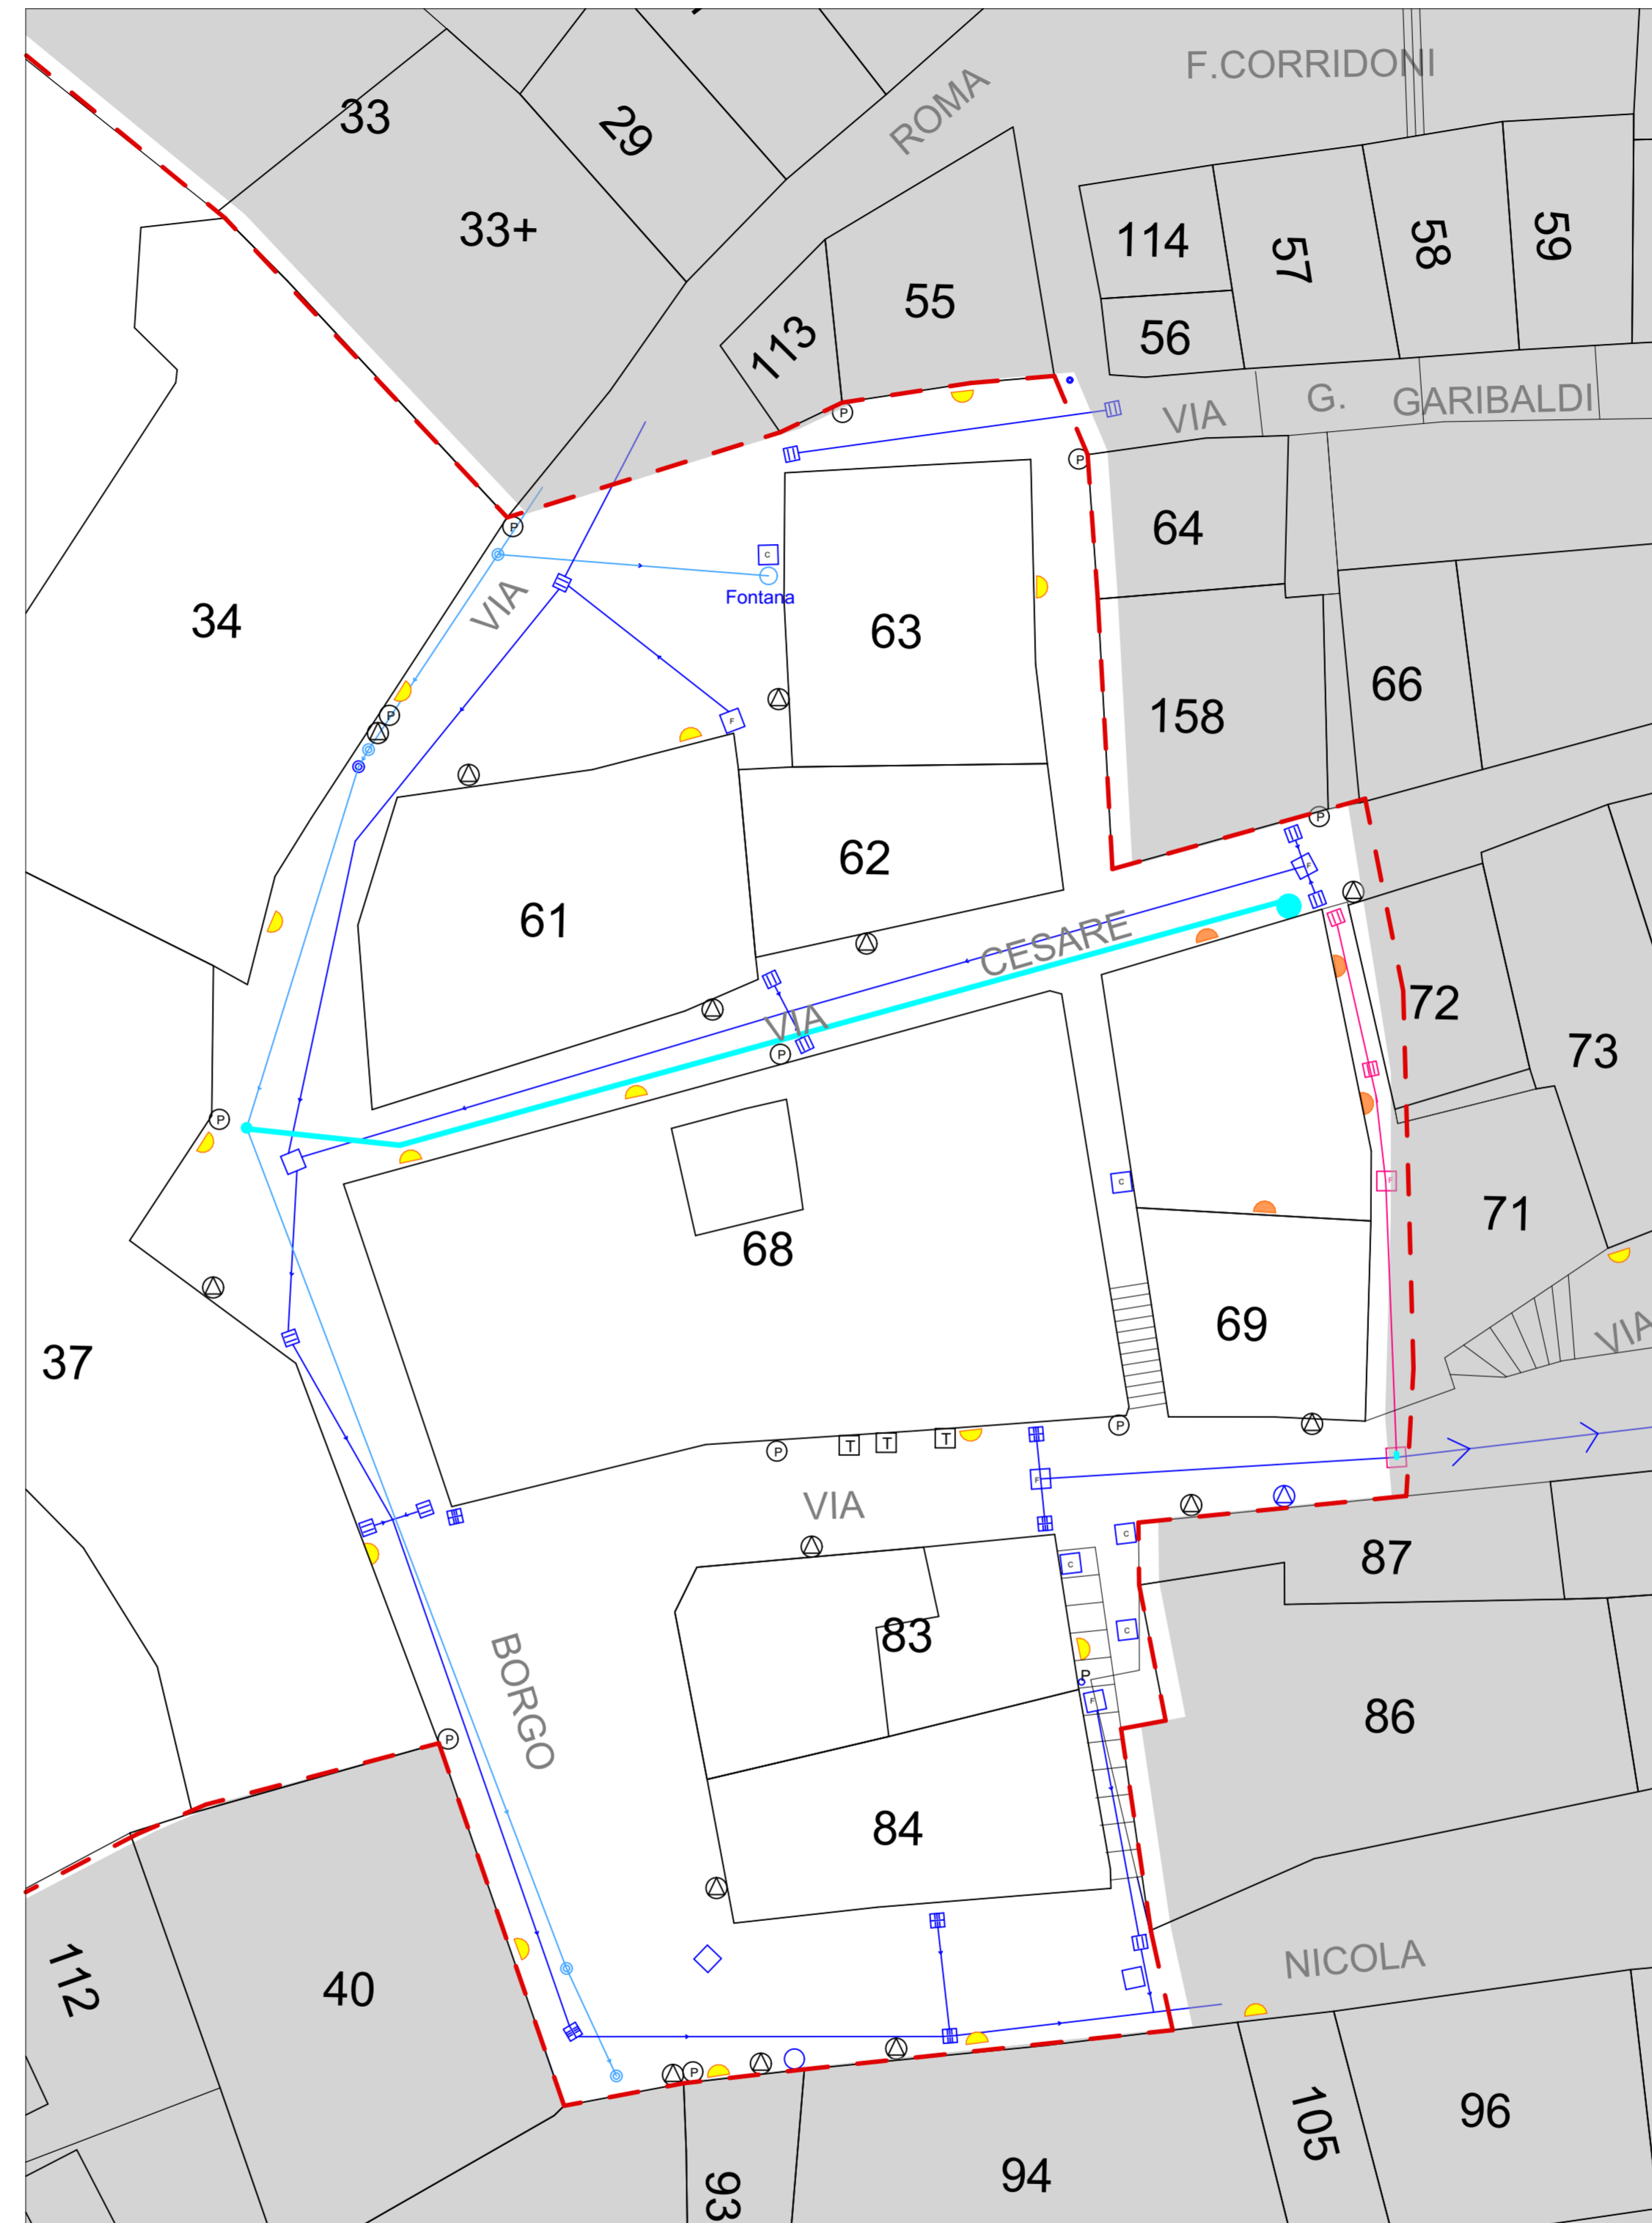 F.CORRIDONI
ROMA
33
29
33+
114
57
58
59
55
113
56
VIA
G.
GARIBALDI
P
P
64
P
C
Fontana
VIA
34
63
158
66
F
P
P
F
62
61
CESARE
72
VIA
P
73
P
C
F
68
71
69
VIA
37
P
P
T
T
T
F
VIA
C
C
87
83
C
BORGO
P
F
86
P
84
NICOLA
112
40
P
105
96
94
93